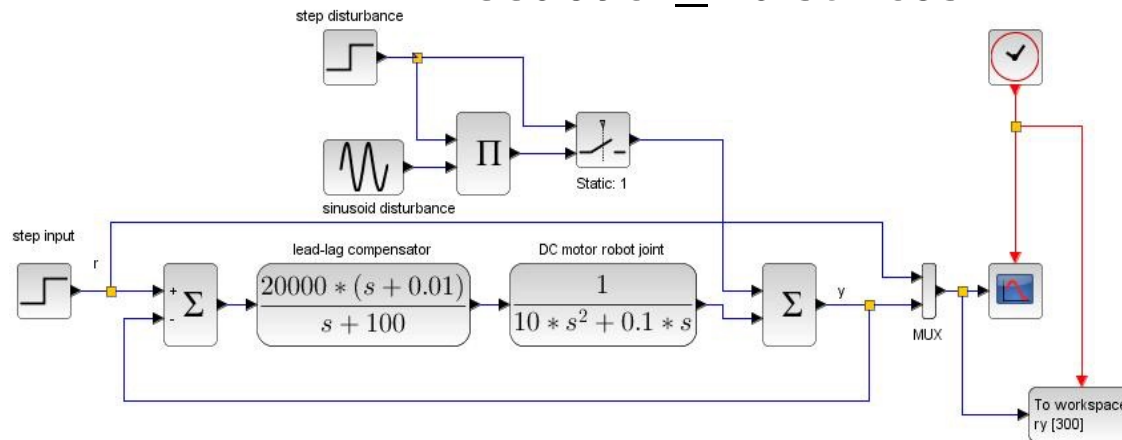 step disturbance
Π
Static: 1
sinusoid disturbance
step input
r
lead-lag compensator
DC motor robot joint
+
-
Σ
20000 * (s + 0.01)
s + 100
1
10 * s² + 0.1 * s
Σ
y
MUX
To workspace
ry [300]